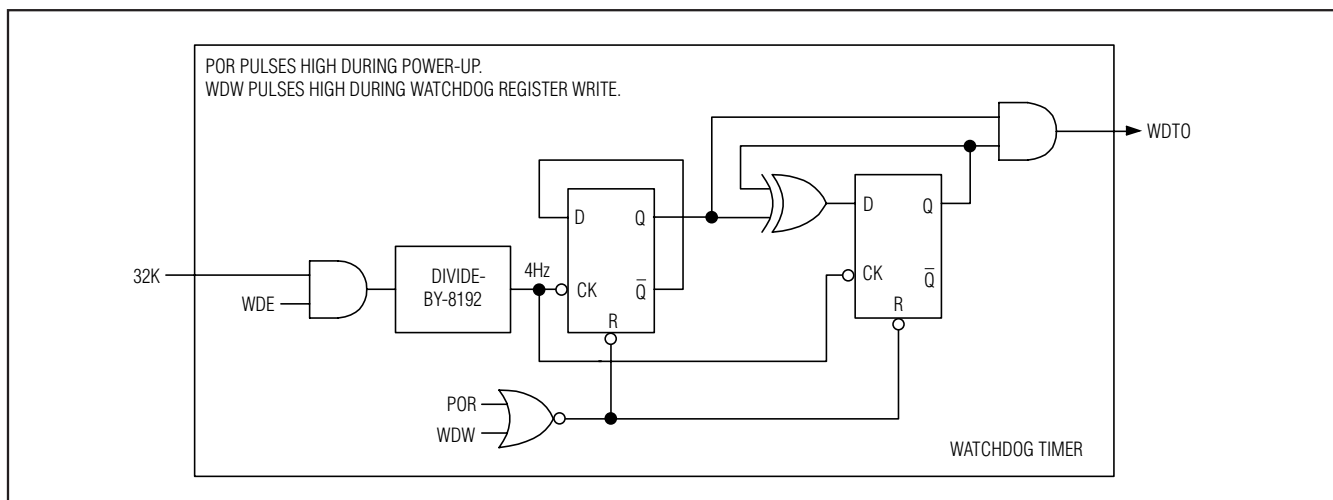 POR PULSES HIGH DURING POWER-UP.
WDW PULSES HIGH DURING WATCHDOG REGISTER WRITE.
WDTO
D
Q
D
Q
32K
WDE
DIVIDE-
BY-8192
4Hz
CK
Q̅
R
CK
Q̅
R
POR
WDW
WATCHDOG TIMER